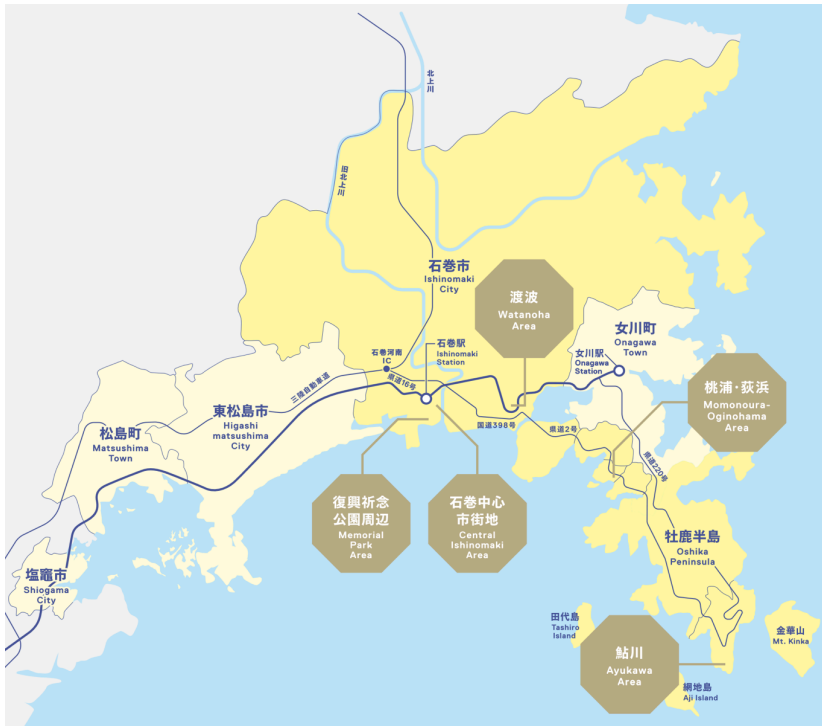 北上川
旧北上川
石巻市
Ishinomaki
City
渡波
Watanoha
Area
女川町
Onagawa
Town
石巻河南
IC
石巻駅
Ishinomaki
Station
女川駅
Onagawa
Station
三陸自動車道
県道16号
桃浦・荻浜
Momonoura-
Oginohama
Area
東松島市
Higashi
matsushima
City
松島町
Matsushima
Town
国道398号
県道2号
県道220号
復興祈念
公園周辺
Memorial
Park
Area
石巻中心
市街地
Central
Ishinomaki
Area
牡鹿半島
Oshika
Peninsula
塩竈市
Shiogama
City
田代島
Tashiro
Island
鮎川
Ayukawa
Area
金華山
Mt. Kinka
網地島
Aji Island